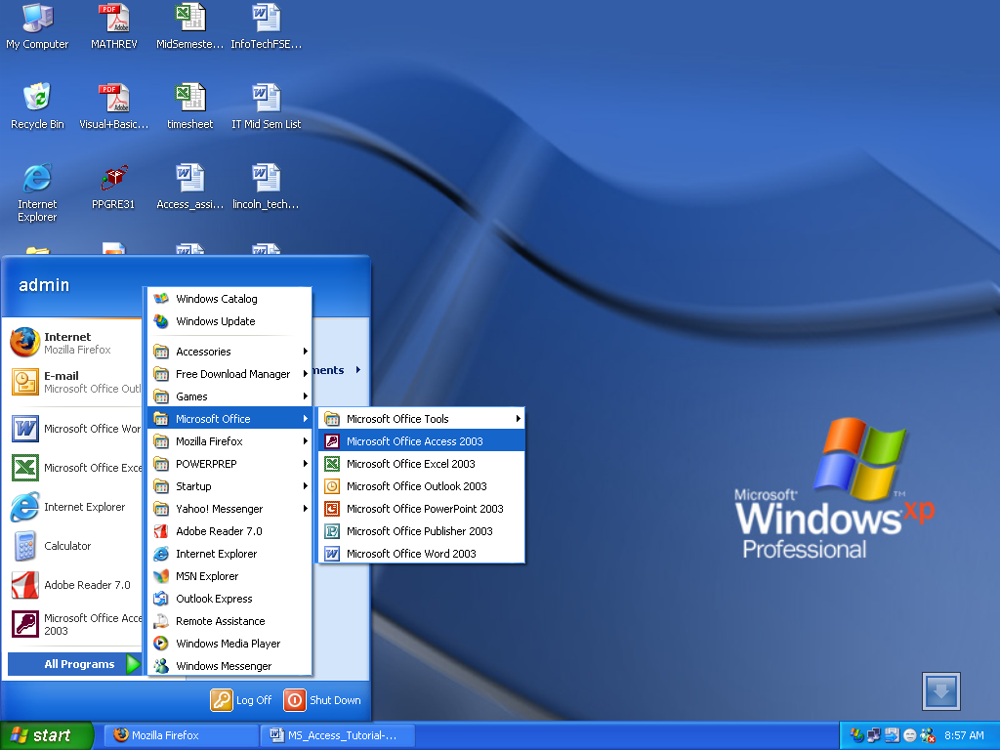 My Computer
MATHREV
MidSemeste...
InfoTechFSE...
Recycle Bin
Visual+Basic...
timesheet
IT Mid Sem List
Internet
Explorer
PPGRE31
Access_assi...
lincoln_tech...
admin
Internet
Mozilla Firefox
E-mail
Microsoft Office Outl
Microsoft Office Wor
Microsoft Office Exce
Internet Explorer
Calculator
Adobe Reader 7.0
Microsoft Office Acce
2003
All Programs
Windows Catalog
Windows Update
Accessories
Free Download Manager
Games
Microsoft Office
Mozilla Firefox
POWERPREP
Startup
Yahoo! Messenger
Adobe Reader 7.0
Internet Explorer
MSN Explorer
Outlook Express
Remote Assistance
Windows Media Player
Windows Messenger
ments
Microsoft Office Tools
Microsoft Office Access 2003
Microsoft Office Excel 2003
Microsoft Office Outlook 2003
Microsoft Office PowerPoint 2003
Microsoft Office Publisher 2003
Microsoft Office Word 2003
Microsoft®
Windows xp
Professional
Log Off
Shut Down
start
Mozilla Firefox
MS_Access_Tutorial-...
8:57 AM